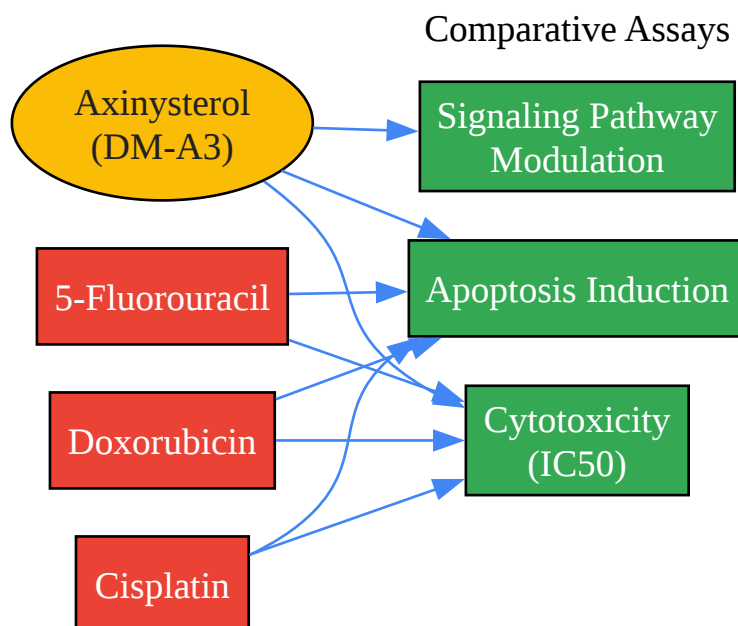 Comparative Assays
Axinysterol
(DM-A3)
Signaling Pathway
Modulation
5-Fluorouracil
Apoptosis Induction
Doxorubicin
Cytotoxicity
(IC50)
Cisplatin